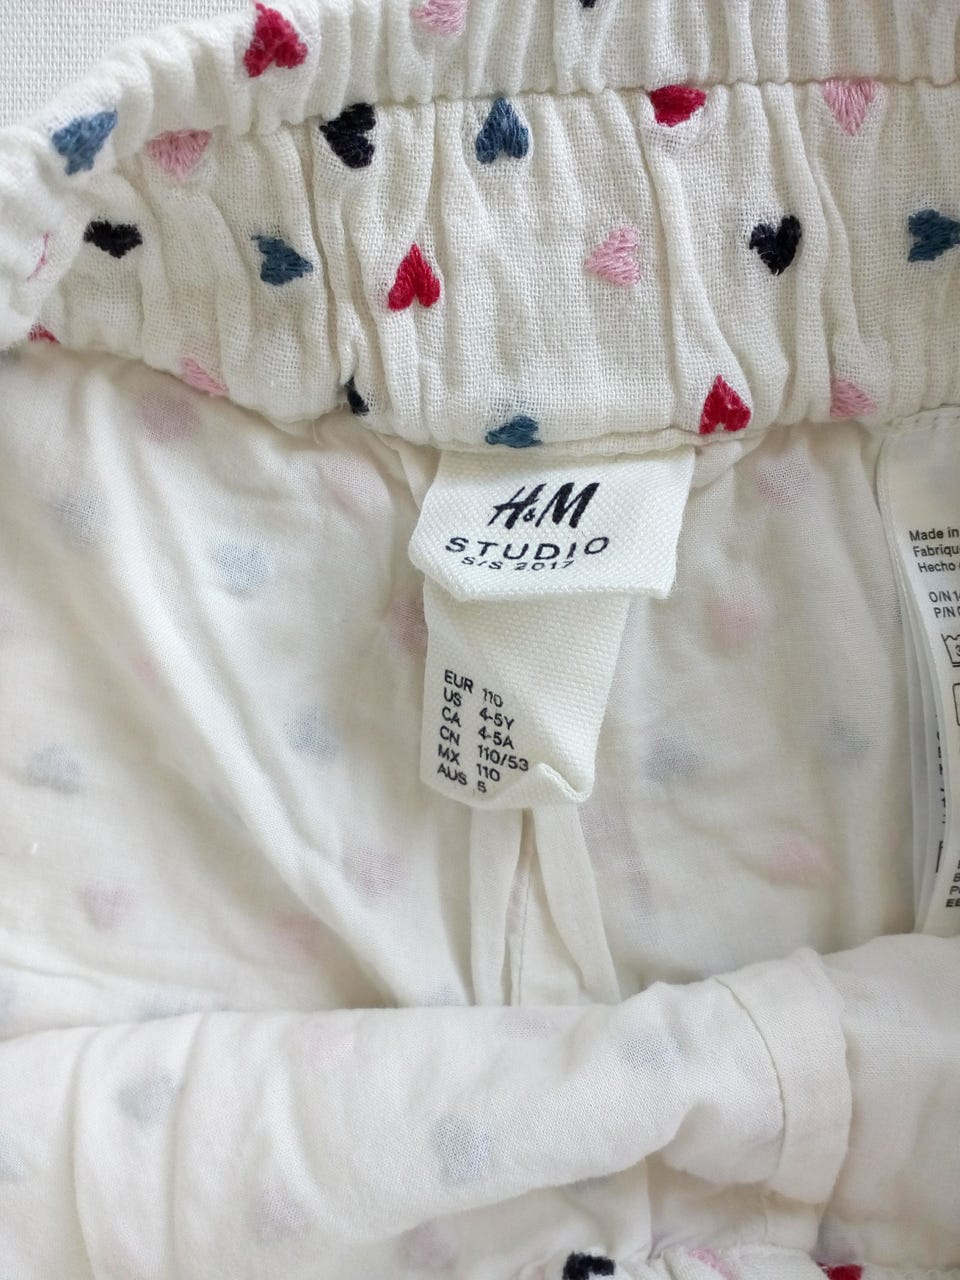 H&M
STUDIO
S/S 2017
EUR 110
US 4-5Y
CA 4-5A
CN 110/53
MX 110
AUS 5
Made in
Hecho
O/N
P/N